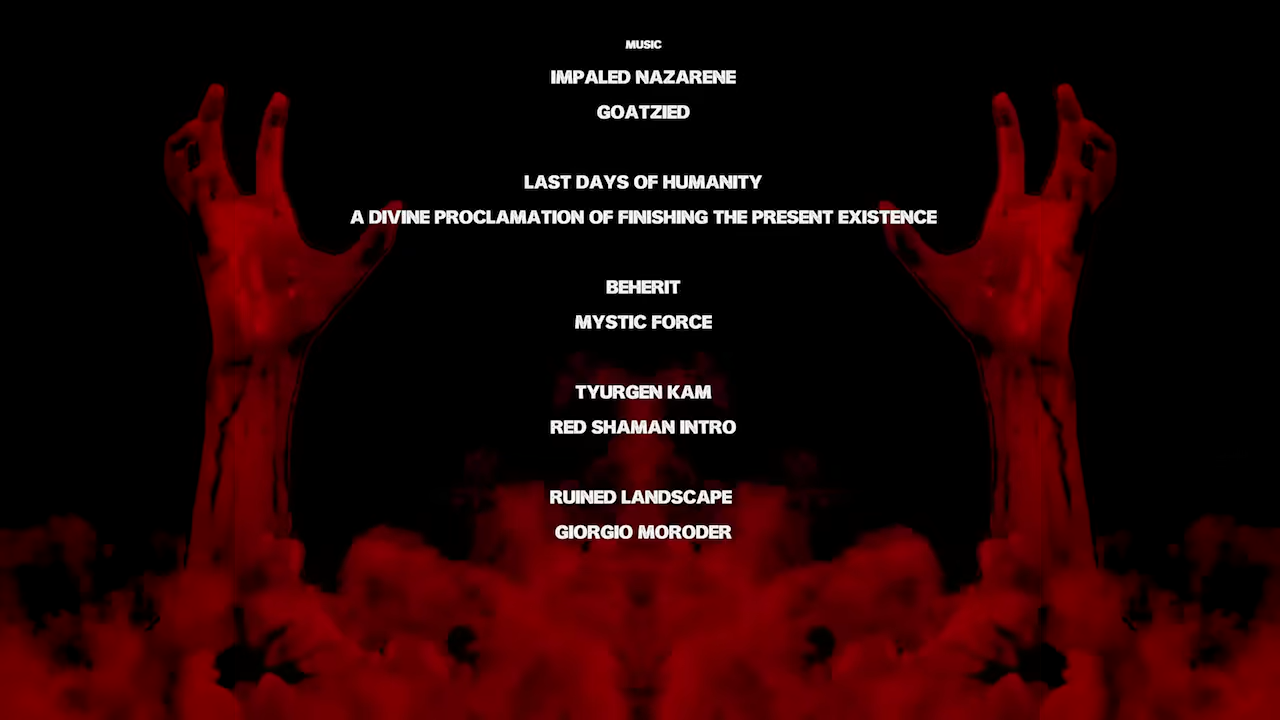 MUSIC
IMPALED NAZARENE
GOATZIED
LAST DAYS OF HUMANITY
A DIVINE PROCLAMATION OF FINISHING THE PRESENT EXISTENCE
BEHERIT
MYSTIC FORCE
TYURGEN KAM
RED SHAMAN INTRO
RUINED LANDSCAPE
GIORGIO MORODER